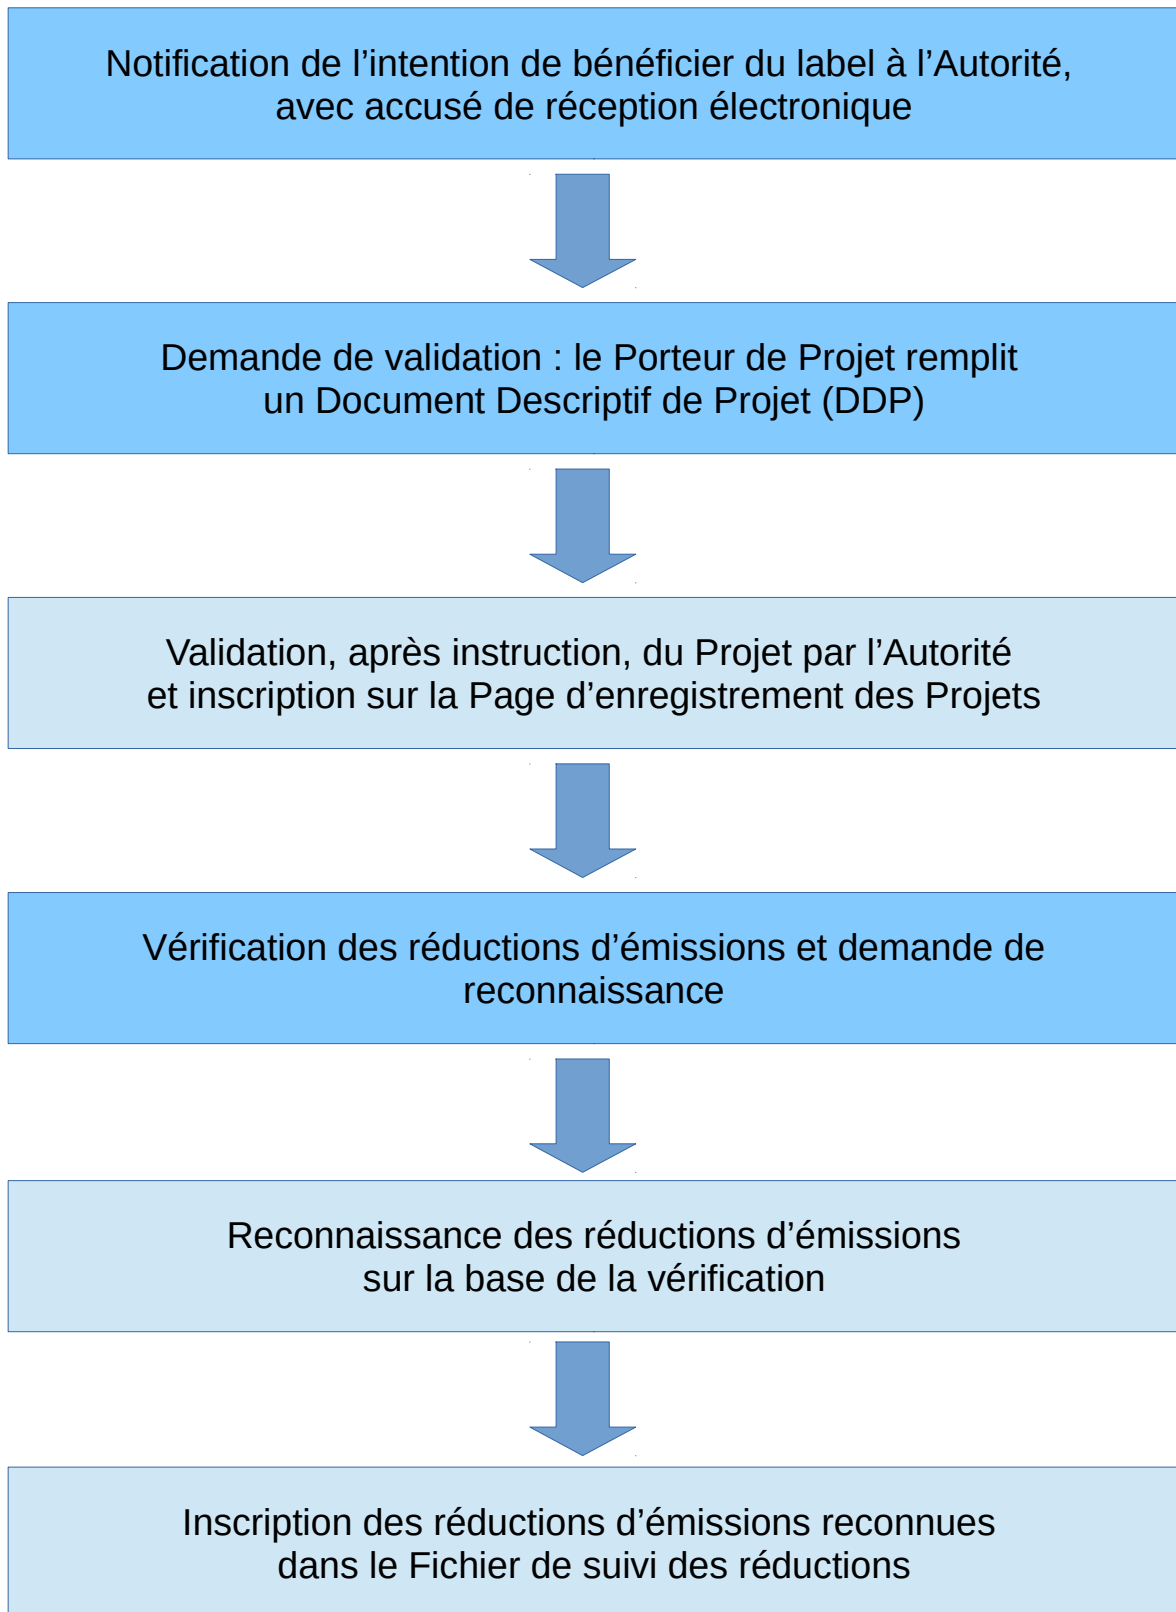 Notification de l’intention de bénéficier du label à l’Autorité,
avec accusé de réception électronique
Demande de validation : le Porteur de Projet remplit
un Document Descriptif de Projet (DDP)
Validation, après instruction, du Projet par l’Autorité
et inscription sur la Page d’enregistrement des Projets
Vérification des réductions d’émissions et demande de
reconnaissance
Reconnaissance des réductions d’émissions
sur la base de la vérification
Inscription des réductions d’émissions reconnues
dans le Fichier de suivi des réductions